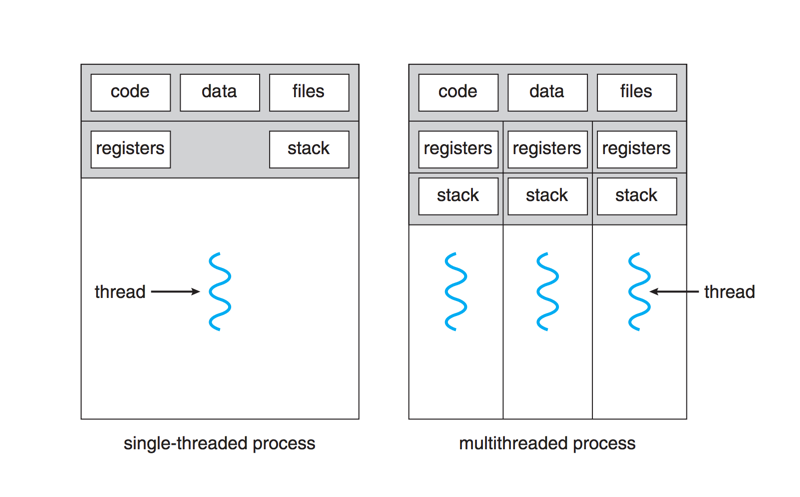 code data files code data files
registers stack registers registers registers
stack stack stack
thread thread
single-threaded process multithreaded process